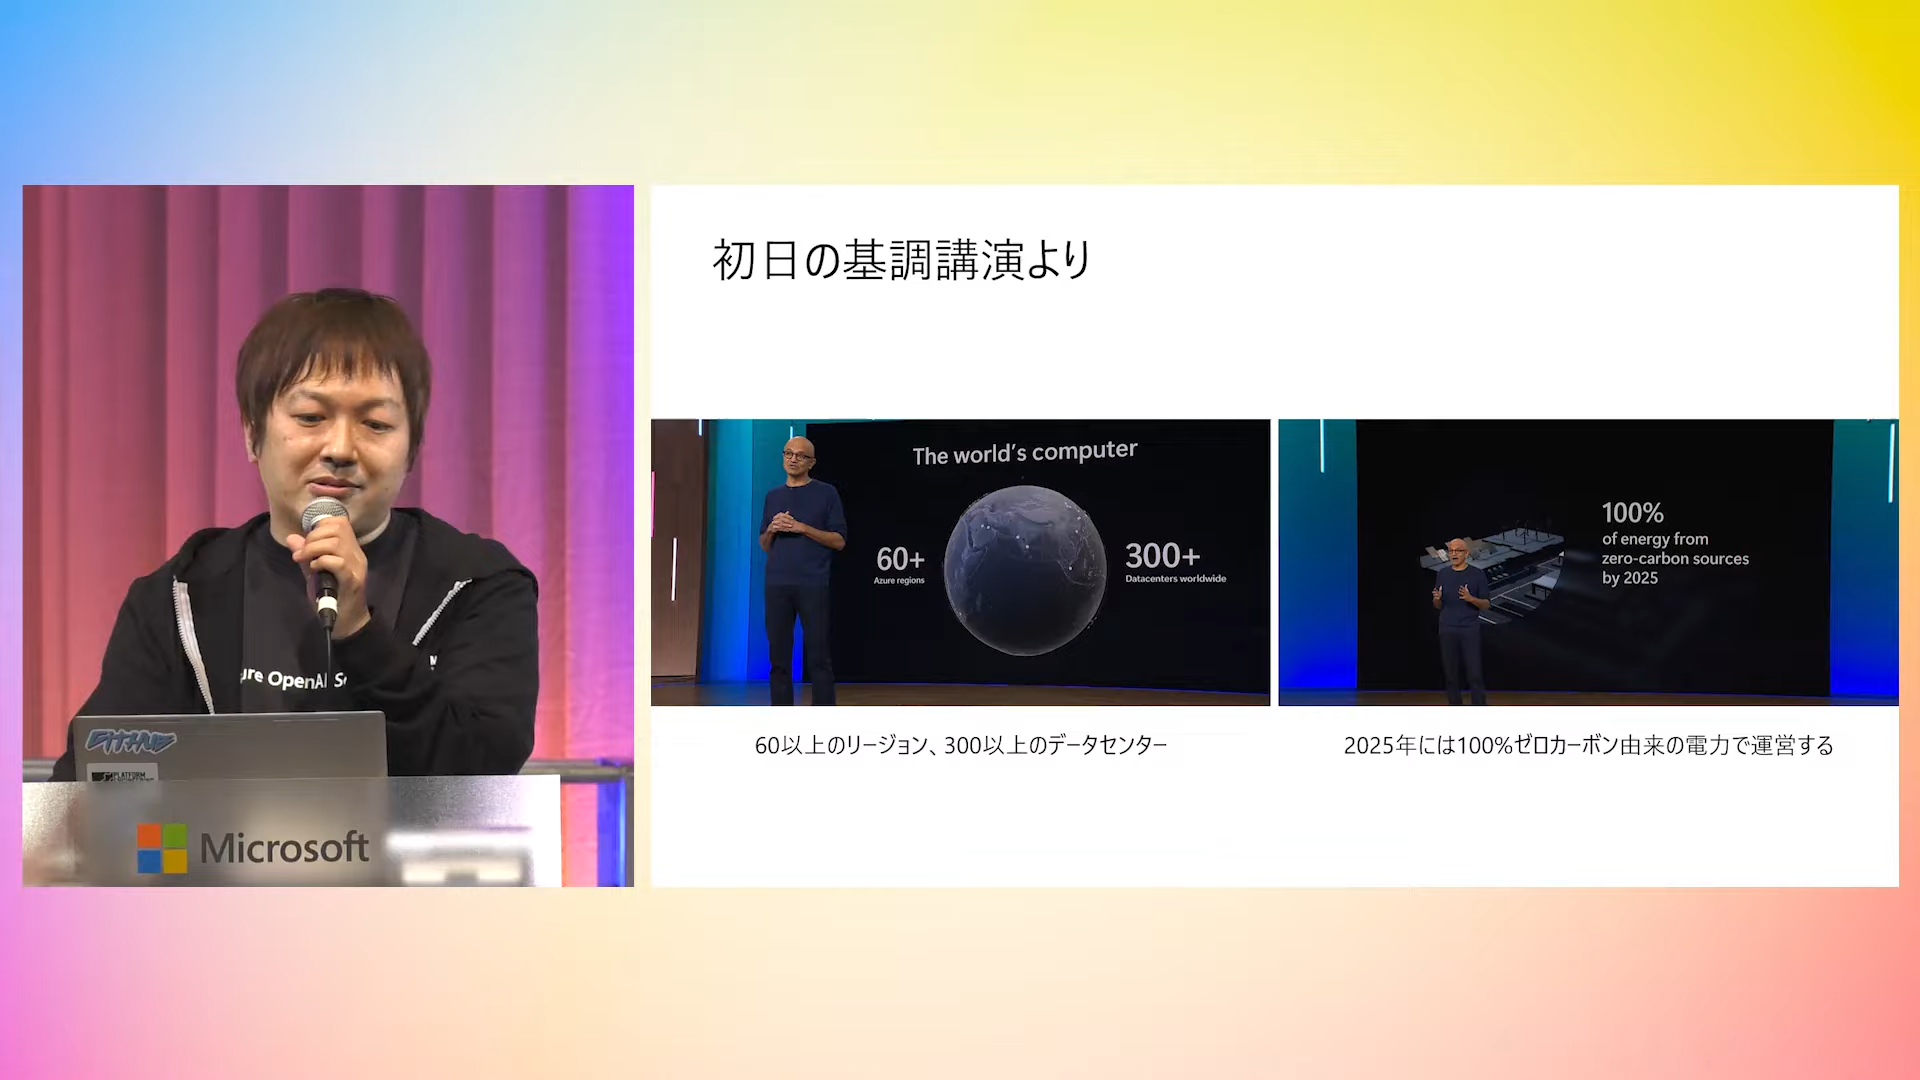 初日の基調講演より
The world's computer
60+
Azure regions
300+
Datacenters worldwide
100%
of energy from
zero-carbon sources
by 2025
60以上のリージョン、300以上のデータセンター
2025年には100%ゼロカーボン由来の電力で運営する
OpenAI
PLATFORM
Microsoft